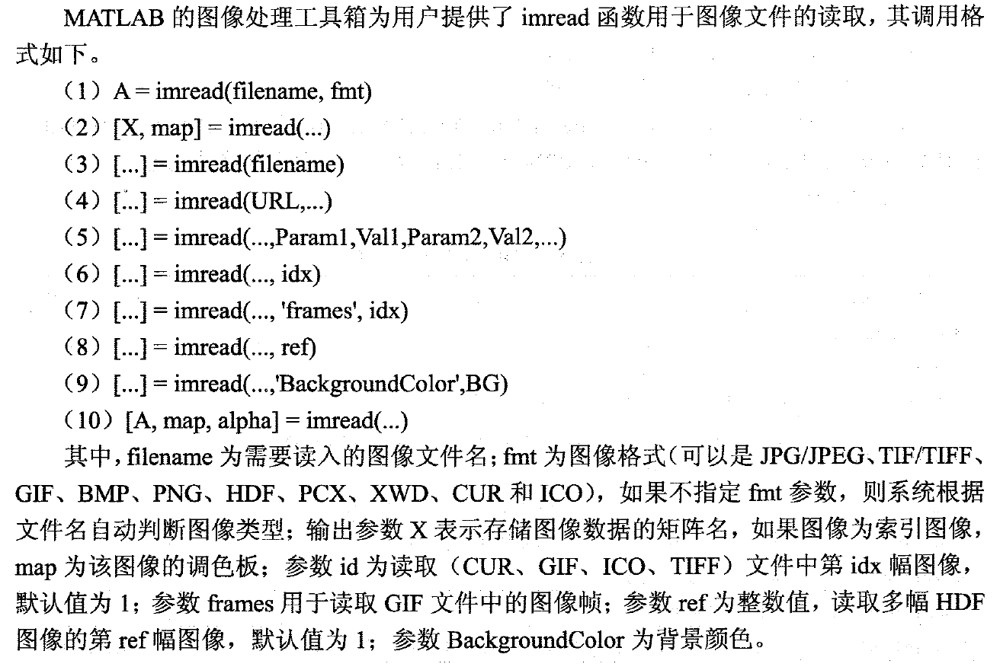 MATLAB 的图像处理工具箱为用户提供了 imread 函数用于图像文件的读取，其调用格
式如下。
（1）A = imread(filename, fmt)
（2）[X, map] = imread(...)
（3）[...] = imread(filename)
（4）[...] = imread(URL,...)
（5）[...] = imread(...,Param1,Val1,Param2,Val2,...)
（6）[...] = imread(..., idx)
（7）[...] = imread(..., 'frames', idx)
（8）[...] = imread(..., ref)
（9）[...] = imread(...,'BackgroundColor',BG)
（10）[A, map, alpha] = imread(...)
其中，filename 为需要读入的图像文件名；fmt 为图像格式（可以是 JPG/JPEG、TIF/TIFF、
GIF、BMP、PNG、HDF、PCX、XWD、CUR 和 ICO），如果不指定 fmt 参数，则系统根据
文件名自动判断图像类型；输出参数 X 表示存储图像数据的矩阵名，如果图像为索引图像，
map 为该图像的调色板；参数 id 为读取（CUR、GIF、ICO、TIFF）文件中第 idx 幅图像，
默认值为 1；参数 frames 用于读取 GIF 文件中的图像帧；参数 ref 为整数值，读取多幅 HDF
图像的第 ref 幅图像，默认值为 1；参数 BackgroundColor 为背景颜色。